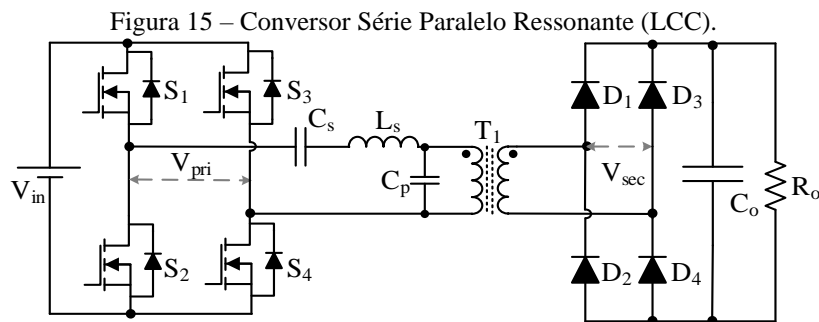 Figura 15 – Conversor Série Paralelo Ressonante (LCC).
S1
S3
Cs
Ls
T1
D1
D3
Vin
Vpri
Cp
Vsec
Co
Ro
S2
S4
D2
D4